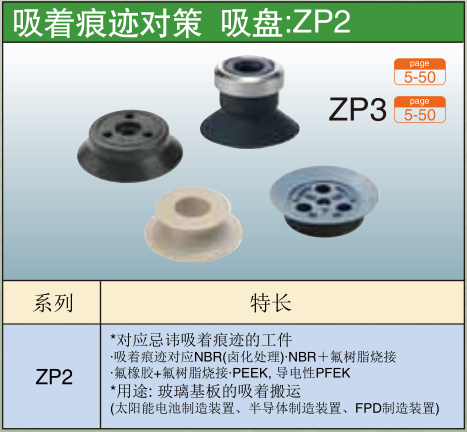 吸着痕迹对策 吸盘:ZP2
page
5-50
ZP3
page
5-50
系列
特长
ZP2
*对应忌讳吸着痕迹的工件
·吸着痕迹对应NBR(卤化处理)·NBR＋氟树脂烧接
·氟橡胶+氟树脂烧接·PEEK, 导电性PFEK
*用途: 玻璃基板的吸着搬运
(太阳能电池制造装置、半导体制造装置、FPD制造装置)